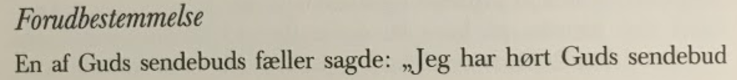 Forudbestemmelse
En af Guds sendebuds fæller sagde: „Jeg har hørt Guds sendebud